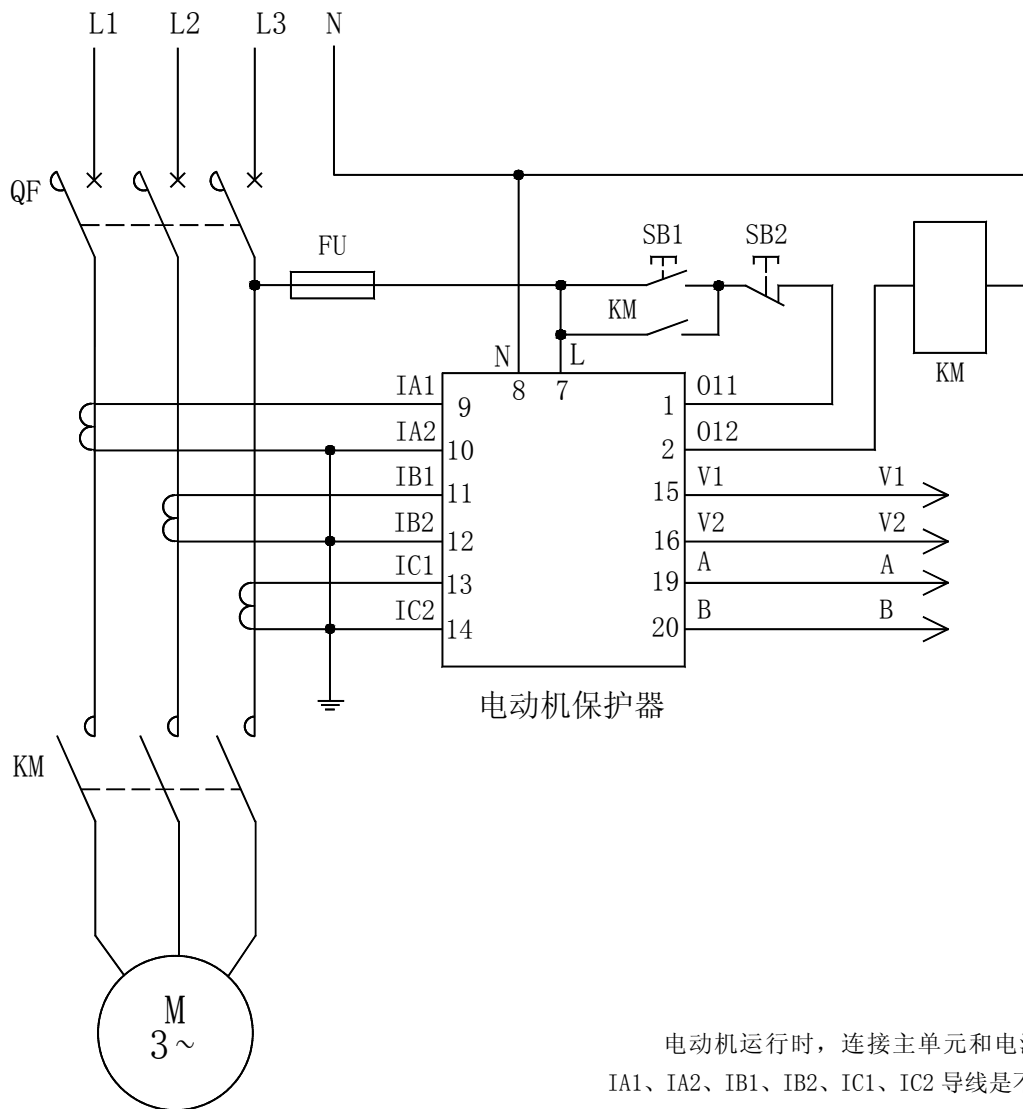 L1 L2 L3 N
QF
FU
SB1 SB2
KM
KM
N L
8 7
IA1 9 1 O11
IA2 10 2 O12
IB1 11 15 V1 V1
IB2 12 16 V2 V2
IC1 13 19 A A
IC2 14 20 B B
电动机保护器
KM
M
3~
电动机运行时，连接主单元和电
IA1、IA2、IB1、IB2、IC1、IC2 导线是